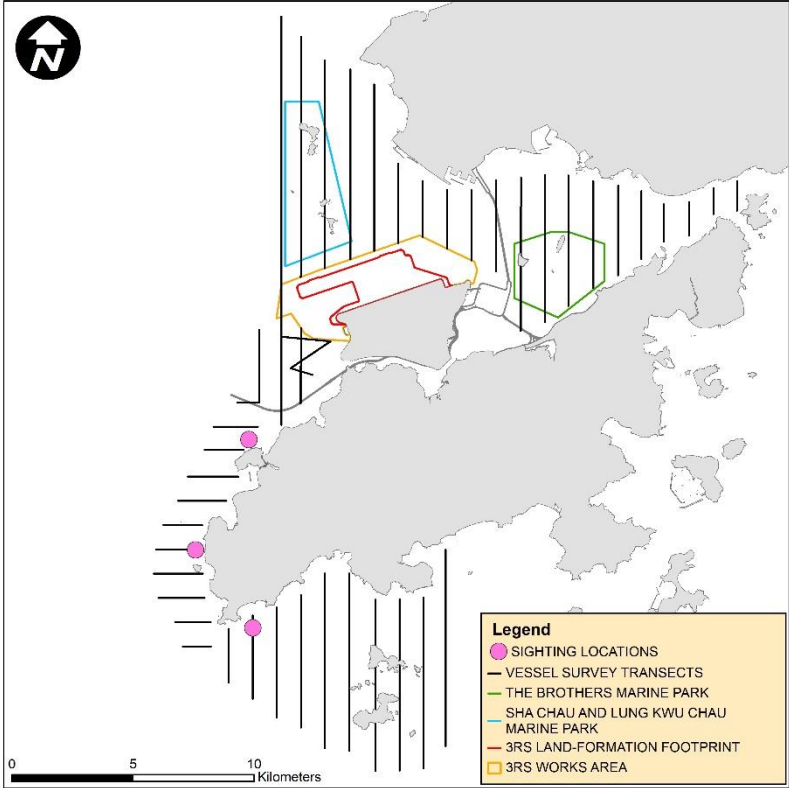 N
Legend
SIGHTING LOCATIONS
VESSEL SURVEY TRANSECTS
THE BROTHERS MARINE PARK
SHA CHAU AND LUNG KWU CHAU
MARINE PARK
3RS LAND-FORMATION FOOTPRINT
3RS WORKS AREA
0 5 10
Kilometers